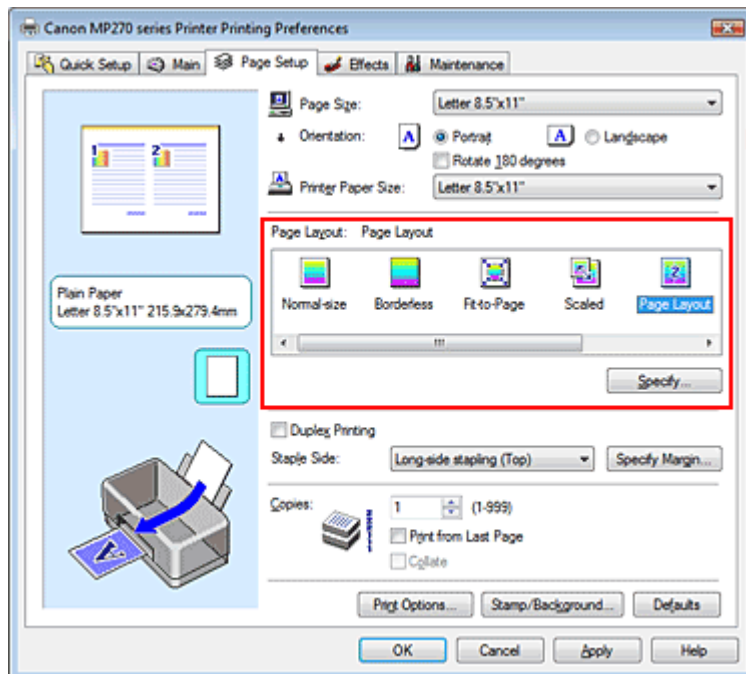 Canon MP270 series Printer Printing Preferences
Quick Setup Main Page Setup Effects Maintenance
Page Size: Letter 8.5"x11"
Orientation: A Portrait A Landscape
Rotate 180 degrees
Printer Paper Size: Letter 8.5"x11"
1 2
Page Layout: Page Layout
Normal-size Borderless Fit-to-Page Scaled Page Layout
Plain Paper
Letter 8.5"x11" 215.9x279.4mm
Specify...
Duplex Printing
Staple Side: Long-side stapling (Top) Specify Margin...
Copies: 1 (1-999)
Print from Last Page
Collate
Print Options... Stamp/Background... Defaults
OK Cancel Apply Help